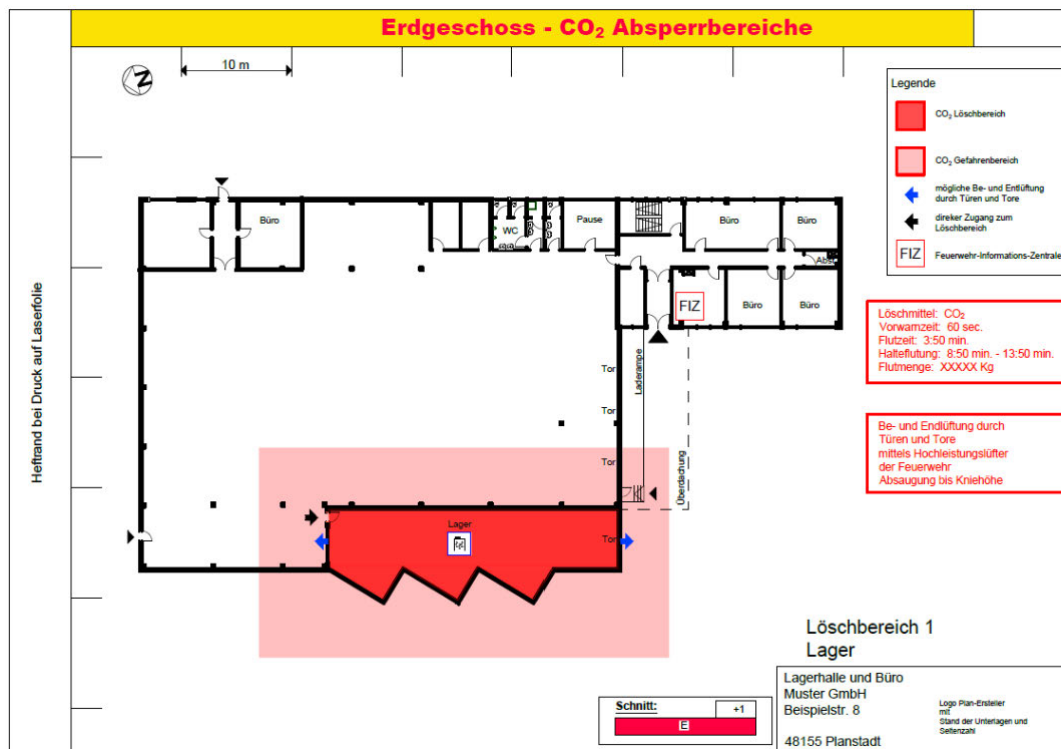 Erdgeschoss - CO₂ Absperrbereiche
10 m
N
Heftrand bei Druck auf Laserfolie
Legende
CO₂ Löschbereich
CO₂ Gefahrenbereich
mögliche Be- und Entlüftung
durch Türen und Tore
direker Zugang zum
Löschbereich
FIZ
Feuerwehr-Informations-Zentrale
Büro
WC
Pause
Büro
Büro
Abst.
FIZ
Büro
Büro
Löschmittel: CO₂
Vorwarnzeit: 60 sec.
Flutzeit: 3:50 min.
Halteflutung: 8:50 min. - 13:50 min.
Flutmenge: XXXXX Kg
Tor
Tor
Tor
Laderampe
Überdachung
Be- und Endlüftung durch
Türen und Tore
mittels Hochleistungslüfter
der Feuerwehr
Absaugung bis Kniehöhe
Lager
Tor
Löschbereich 1
Lager
Lagerhalle und Büro
Muster GmbH
Beispielstr. 8
48155 Planstadt
Logo Plan-Ersteller
mit
Stand der Unterlagen und
Seitenzahl
Schnitt:
+1
E